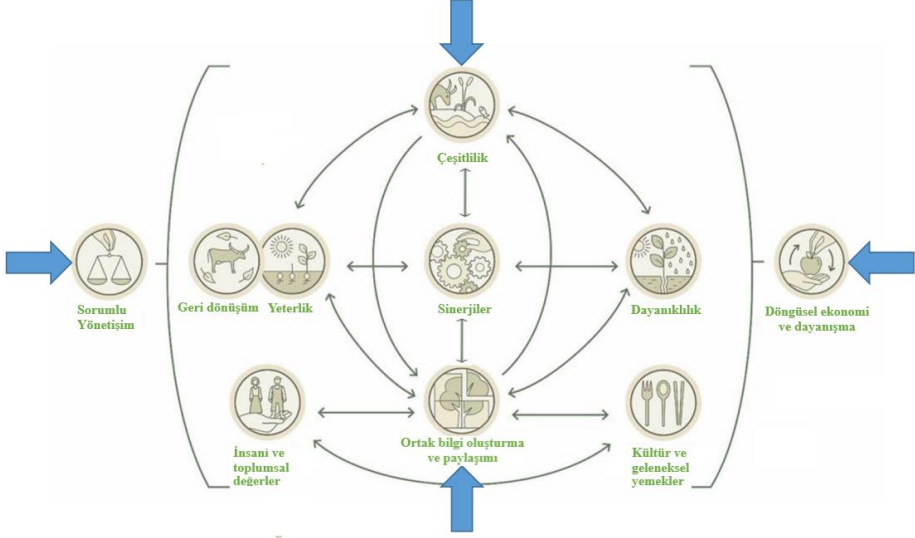 Çeşitlilik
Sorumlu
Yönetişim
Geri dönüşüm
Yeterlik
Sinerjiler
Dayanıklılık
Döngüsel ekonomi
ve dayanışma
İnsani ve
toplumsal
değerler
Ortak bilgi oluşturma
ve paylaşımı
Kültür ve
geleneksel
yemekler